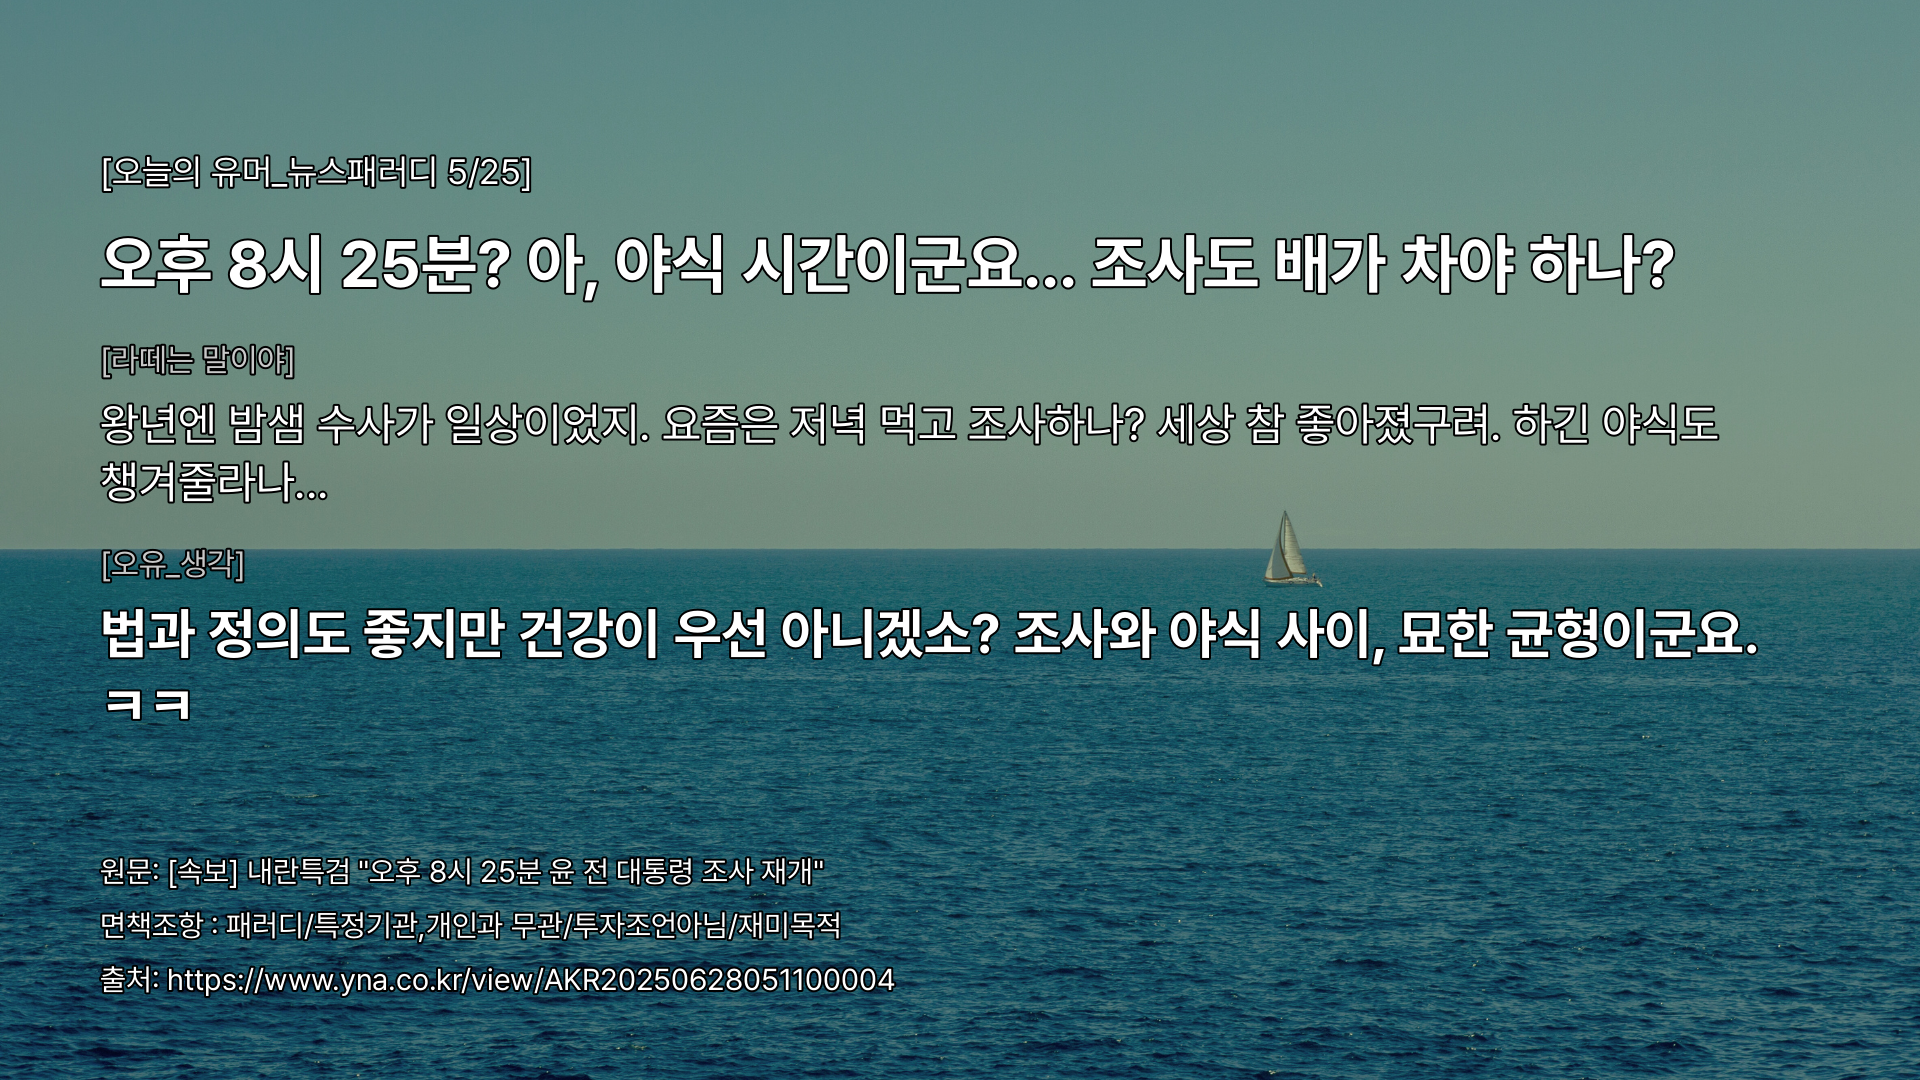 [오늘의 유머_뉴스패러디 5/25]
오후 8시 25분? 아, 야식 시간이군요... 조사도 배가 차야 하나?
[라떼는 말이야]
왕년엔 밤샘 수사가 일상이었지. 요즘은 저녁 먹고 조사하나? 세상 참 좋아졌구려. 하긴 야식도
챙겨줄라나...
[오유_생각]
법과 정의도 좋지만 건강이 우선 아니겠소? 조사와 야식 사이, 묘한 균형이군요.
ㅋㅋ
원문: [속보] 내란특검 "오후 8시 25분 윤 전 대통령 조사 재개"
면책조항 : 패러디/특정기관,개인과 무관/투자조언아님/재미목적
출처: https://www.yna.co.kr/view/AKR20250628051100004